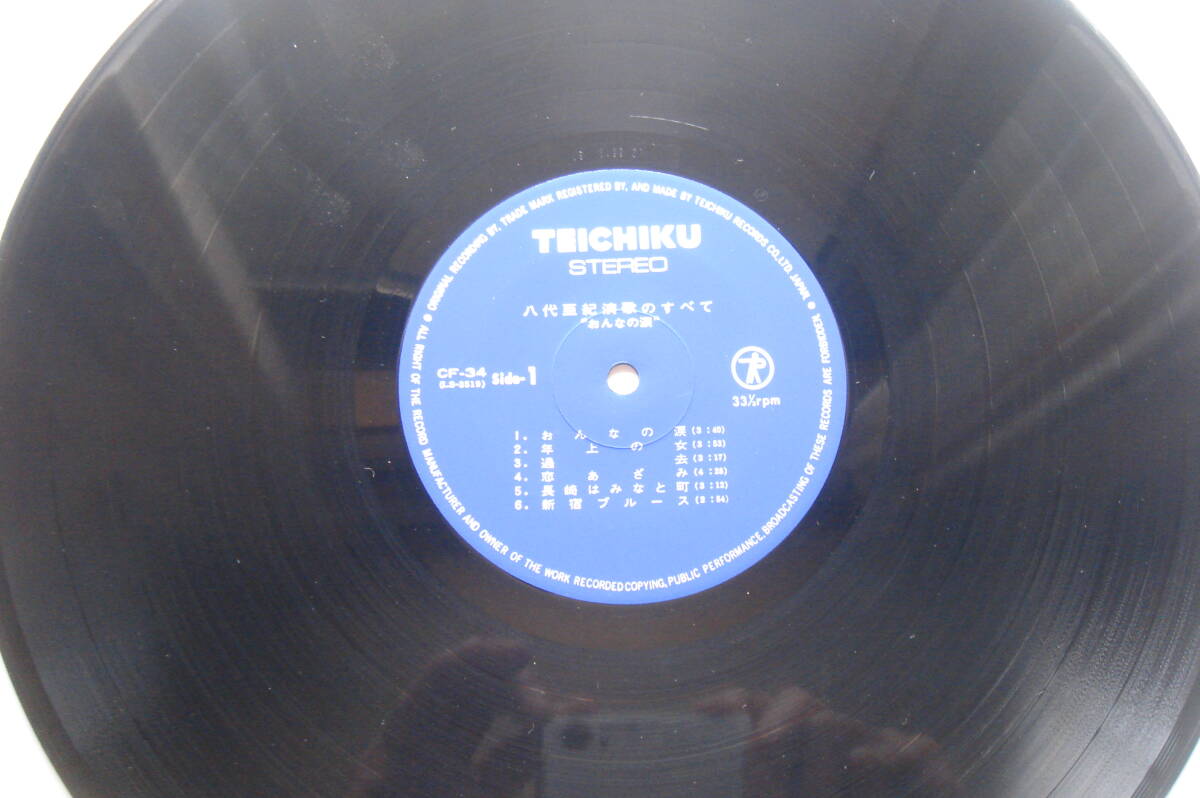 ORIGINAL RECORDING BY, TRADE MARK REGISTERED BY, AND MADE BY TEICHIKU RECORDS CO., LTD. JAPAN
TEICHIKU
STEREO
八代亜紀演歌のすべて
"おんなの涙"
CF-34 Side-1
33⅓rpm
1. おんなの涙 (3:40)
2. 年上の女 (3:53)
3. 過去 (3:17)
4. 恋あざみ (4:28)
5. 長崎はみなと町 (3:12)
6. 新宿ブルース (2:54)
ALL RIGHT OF THE RECORD MANUFACTURER AND OWNER OF THE WORK RECORDED COPYING, PUBLIC PERFORMANCE, BROADCASTING OF THESE RECORDS ARE FORBIDDEN.